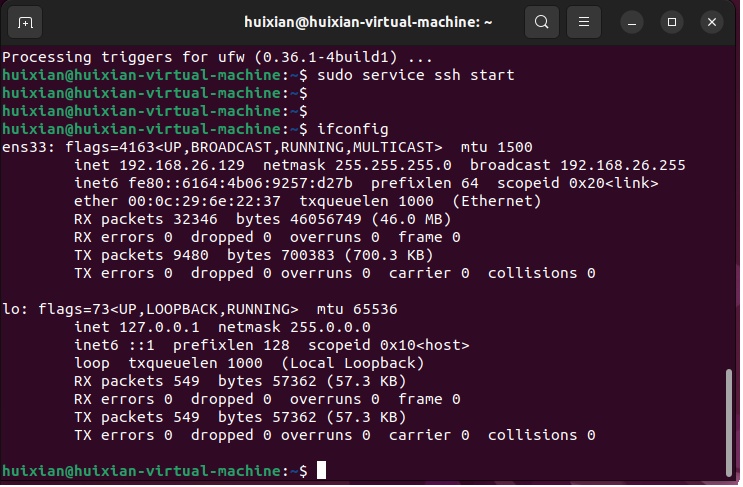 huixian@huixian-virtual-machine: ~
Processing triggers for ufw (0.36.1-4build1) ...
huixian@huixian-virtual-machine:~$ sudo service ssh start
huixian@huixian-virtual-machine:~$
huixian@huixian-virtual-machine:~$
huixian@huixian-virtual-machine:~$ ifconfig
ens33: flags=4163<UP,BROADCAST,RUNNING,MULTICAST>  mtu 1500
        inet 192.168.26.129  netmask 255.255.255.0  broadcast 192.168.26.255
        inet6 fe80::6164:4b06:9257:d27b  prefixlen 64  scopeid 0x20<link>
        ether 00:0c:29:6e:22:37  txqueuelen 1000  (Ethernet)
        RX packets 32346  bytes 46056749 (46.0 MB)
        RX errors 0  dropped 0  overruns 0  frame 0
        TX packets 9480  bytes 700383 (700.3 KB)
        TX errors 0  dropped 0 overruns 0  carrier 0  collisions 0
lo: flags=73<UP,LOOPBACK,RUNNING>  mtu 65536
        inet 127.0.0.1  netmask 255.0.0.0
        inet6 ::1  prefixlen 128  scopeid 0x10<host>
        loop  txqueuelen 1000  (Local Loopback)
        RX packets 549  bytes 57362 (57.3 KB)
        RX errors 0  dropped 0  overruns 0  frame 0
        TX packets 549  bytes 57362 (57.3 KB)
        TX errors 0  dropped 0 overruns 0  carrier 0  collisions 0
huixian@huixian-virtual-machine:~$